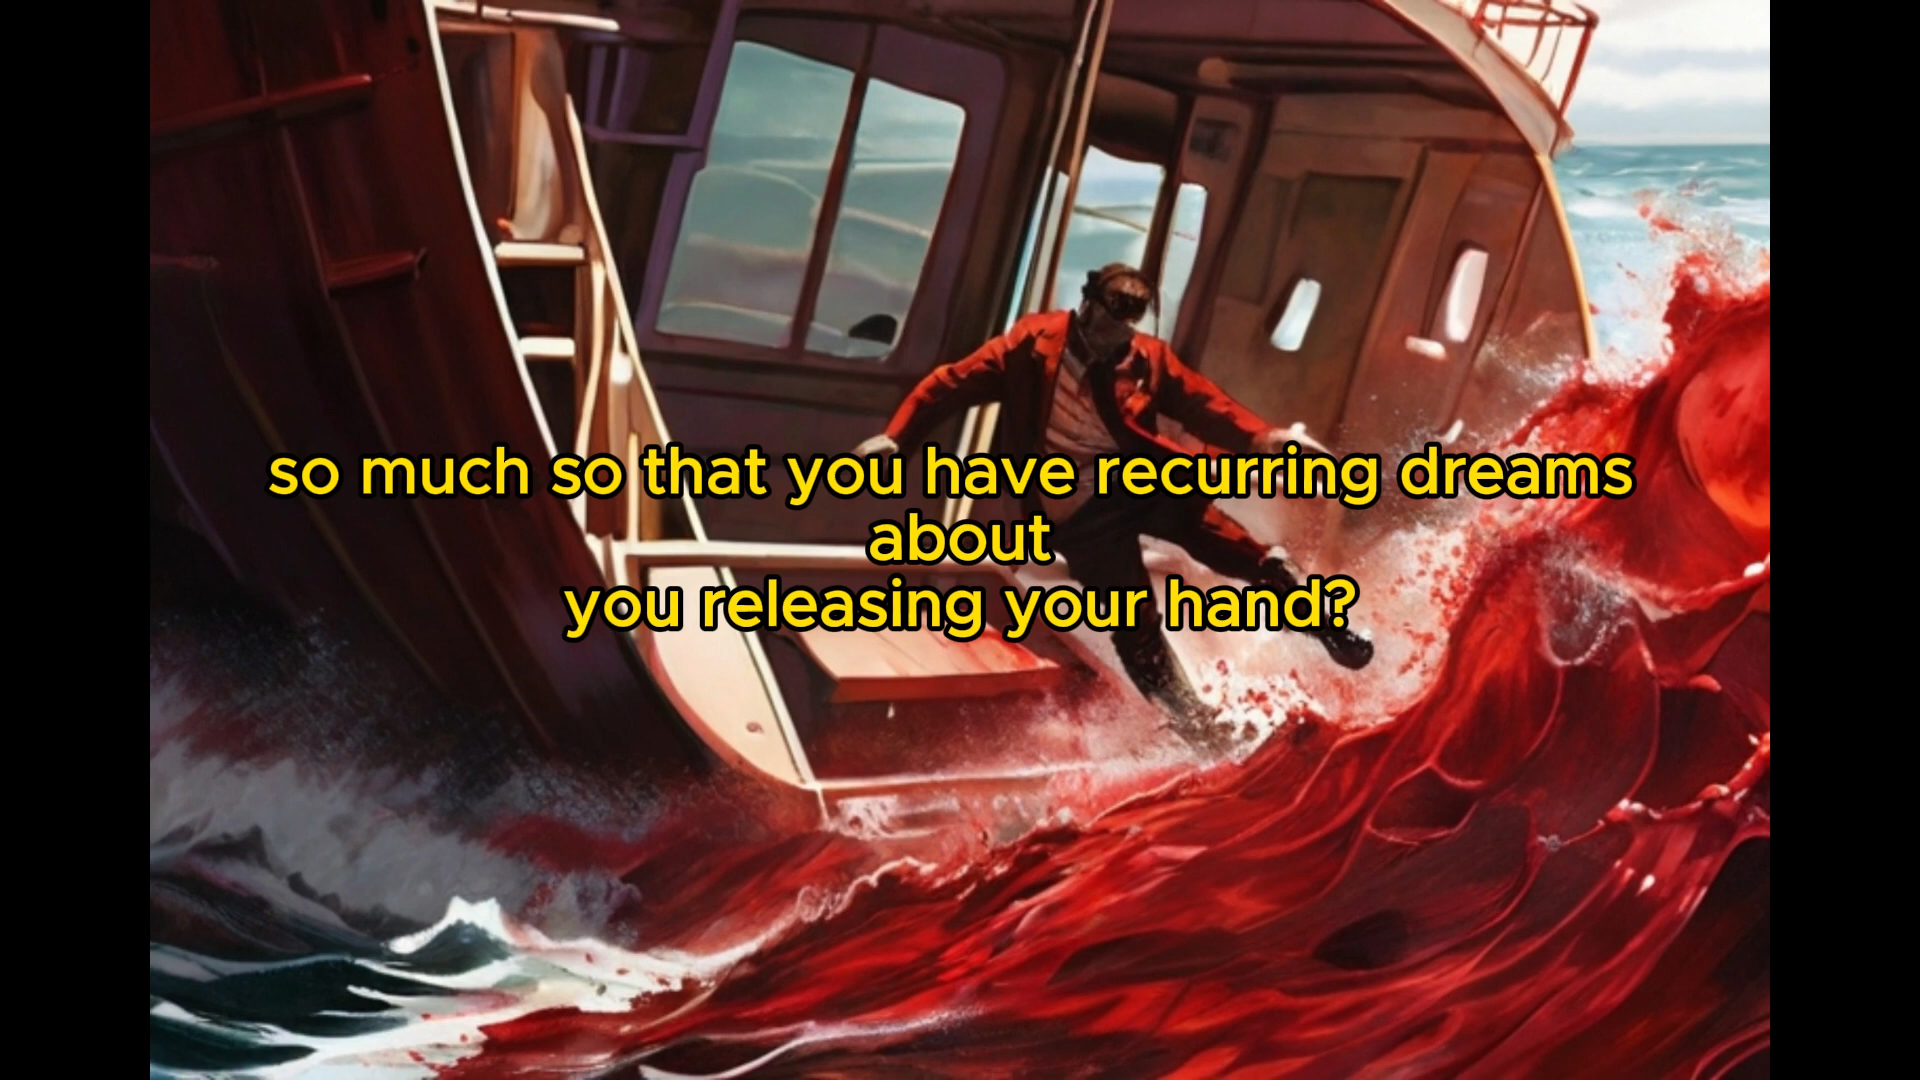 so much so that you have recurring dreams
about
you releasing your hand?